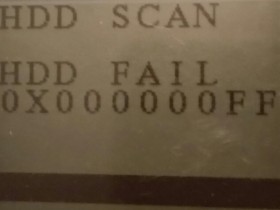 HDD SCAN
HDD FAIL
0X000000FF